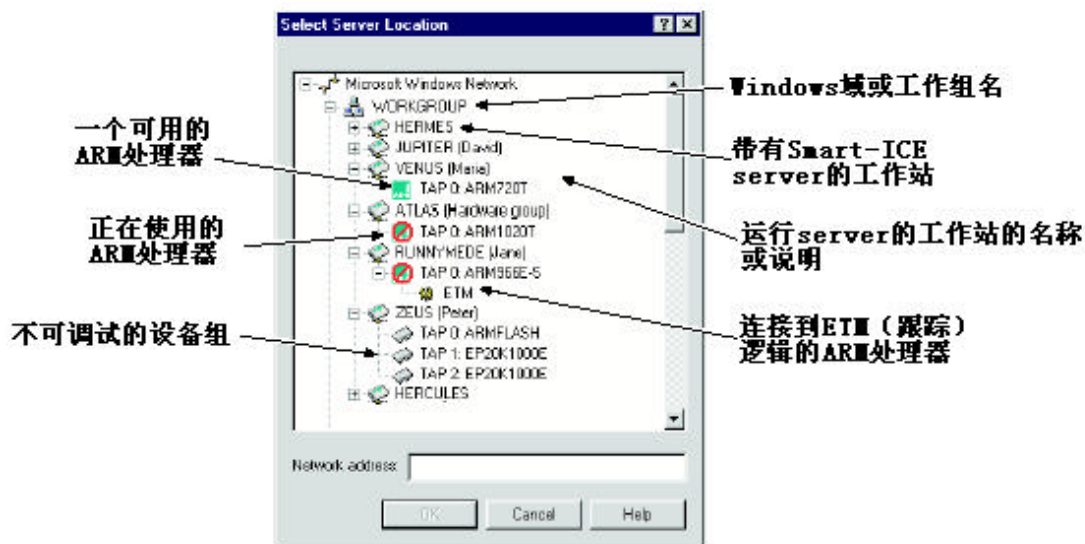 Select Server Location
Microsoft Windows Network
WORKGROUP
HERMES
JUPITER (David)
VENUS (Maria)
TAP 0: ARM720T
ATLAS (Hardware group)
TAP 0: ARM1020T
RUNNYMEDE (Jane)
TAP 0: ARM966E-S
ETM
ZEUS (Peter)
TAP 0: ARMFLASH
TAP 1: EP20K1000E
TAP 2: EP20K1000E
HERCULES
Network address:
OK
Cancel
Help
一个可用的
ARM处理器
正在使用的
ARM处理器
不可调试的设备组
Windows域或工作组名
带有Smart-ICE
server的工作站
运行server的工作站的名称
或说明
连接到ETM（跟踪）
逻辑的ARM处理器